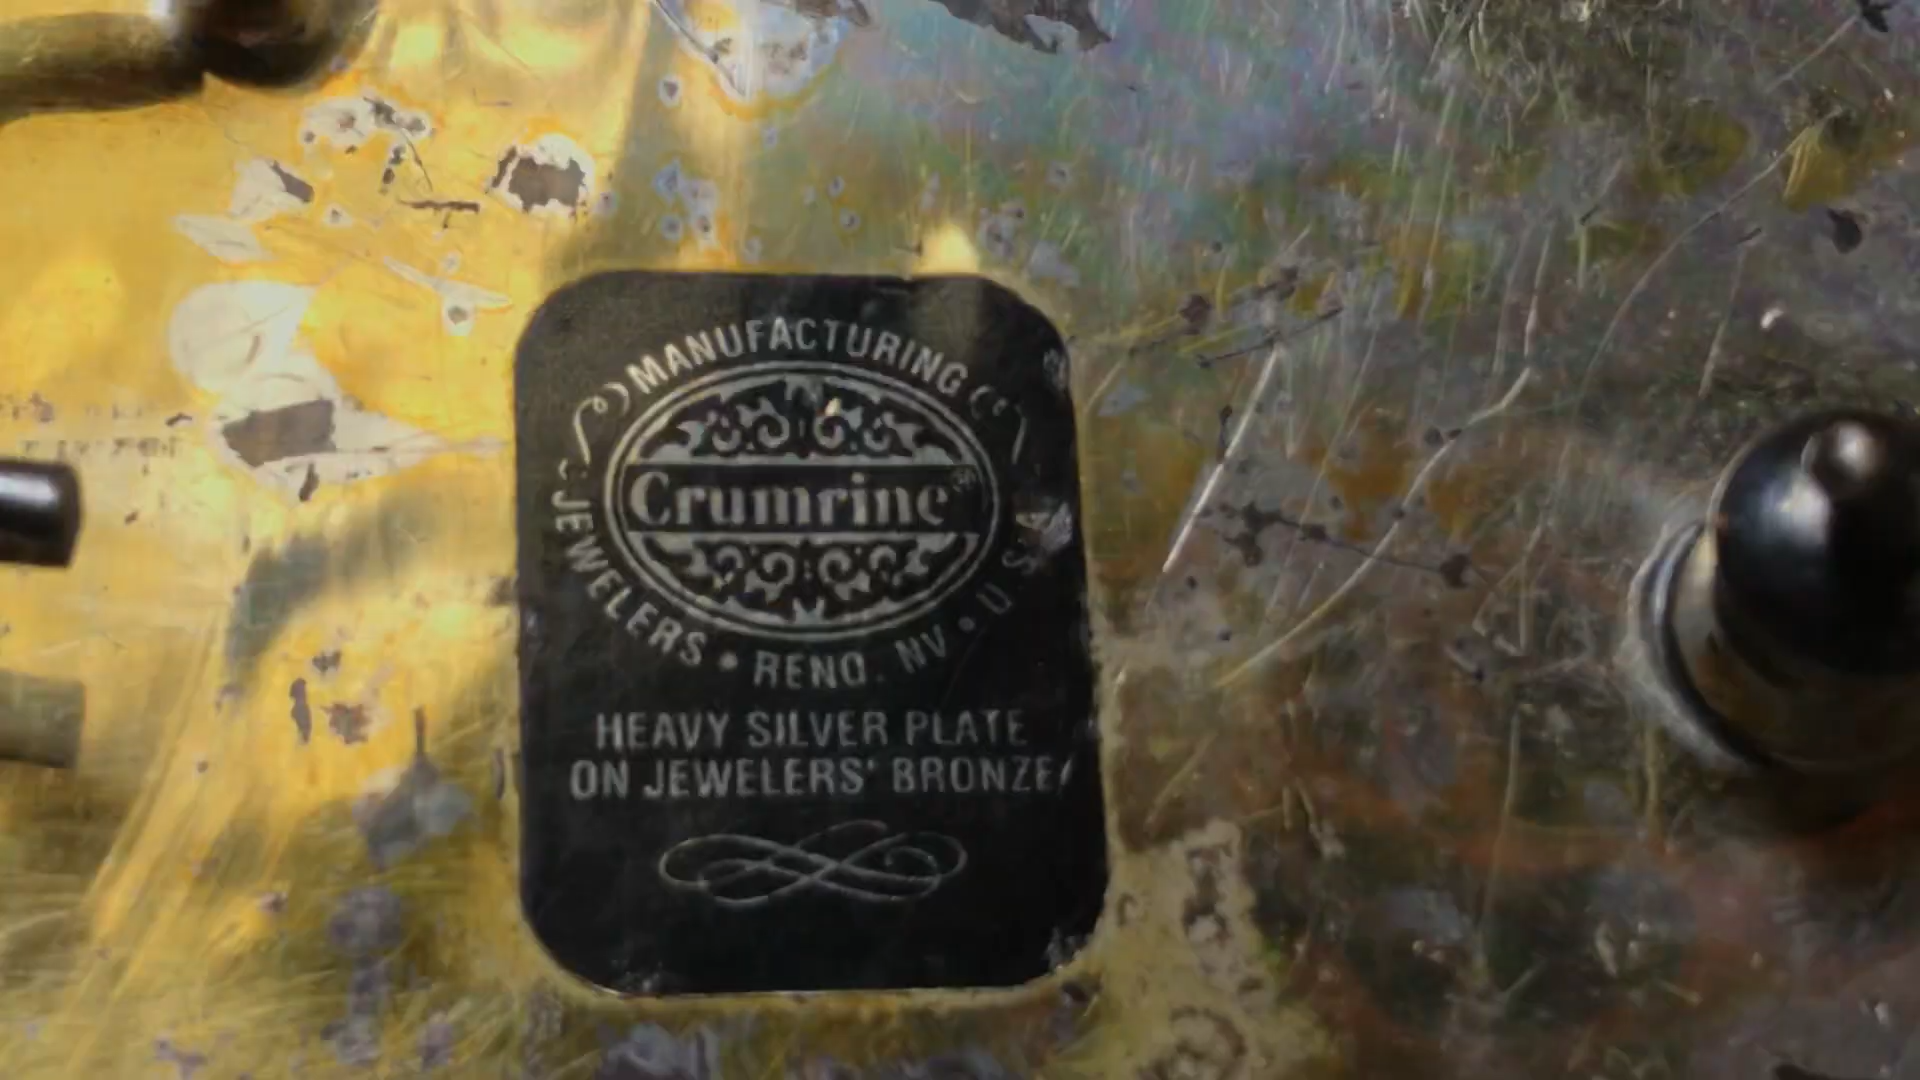 MANUFACTURING
JEWELERS • RENO, NV • U.S.A.
Crumrine®
HEAVY SILVER PLATE
ON JEWELERS' BRONZE